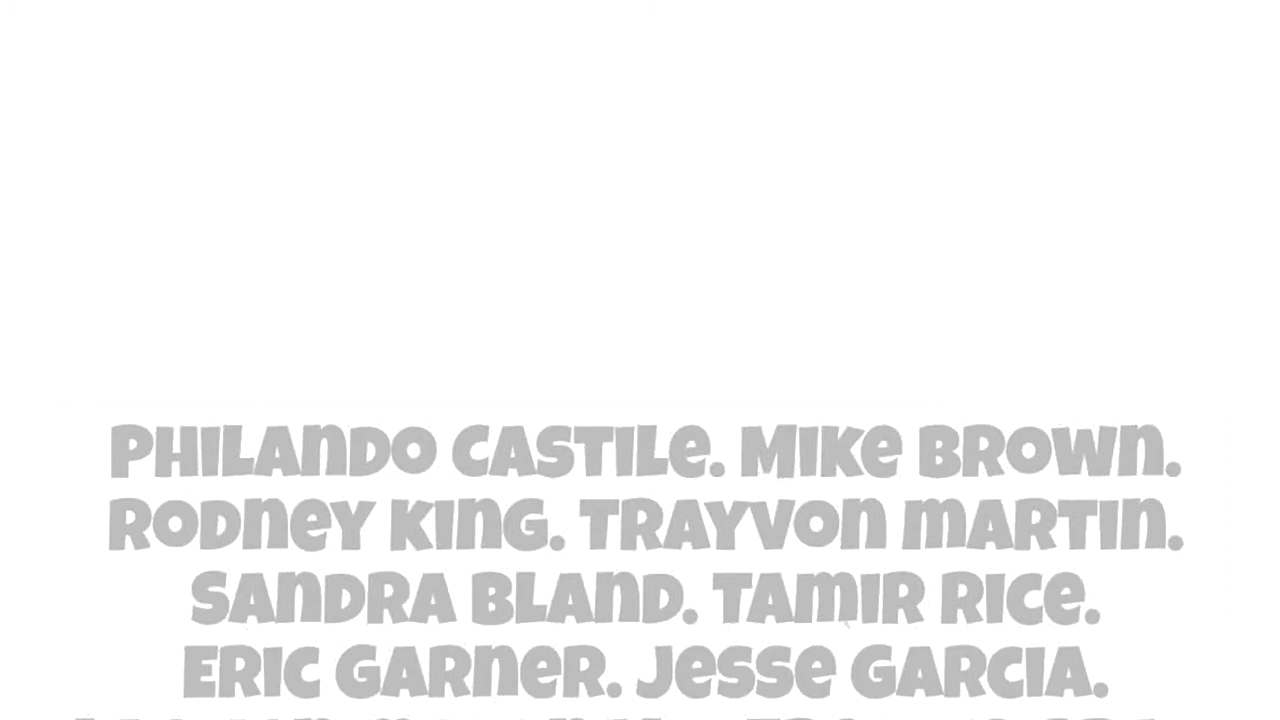 PHILANDO CASTILE. MIKE BROWN.
RODNEY KING. TRAYVON MARTIN.
SANDRA BLAND. TAMIR RICE.
ERIC GARNER. JESSE GARCIA.